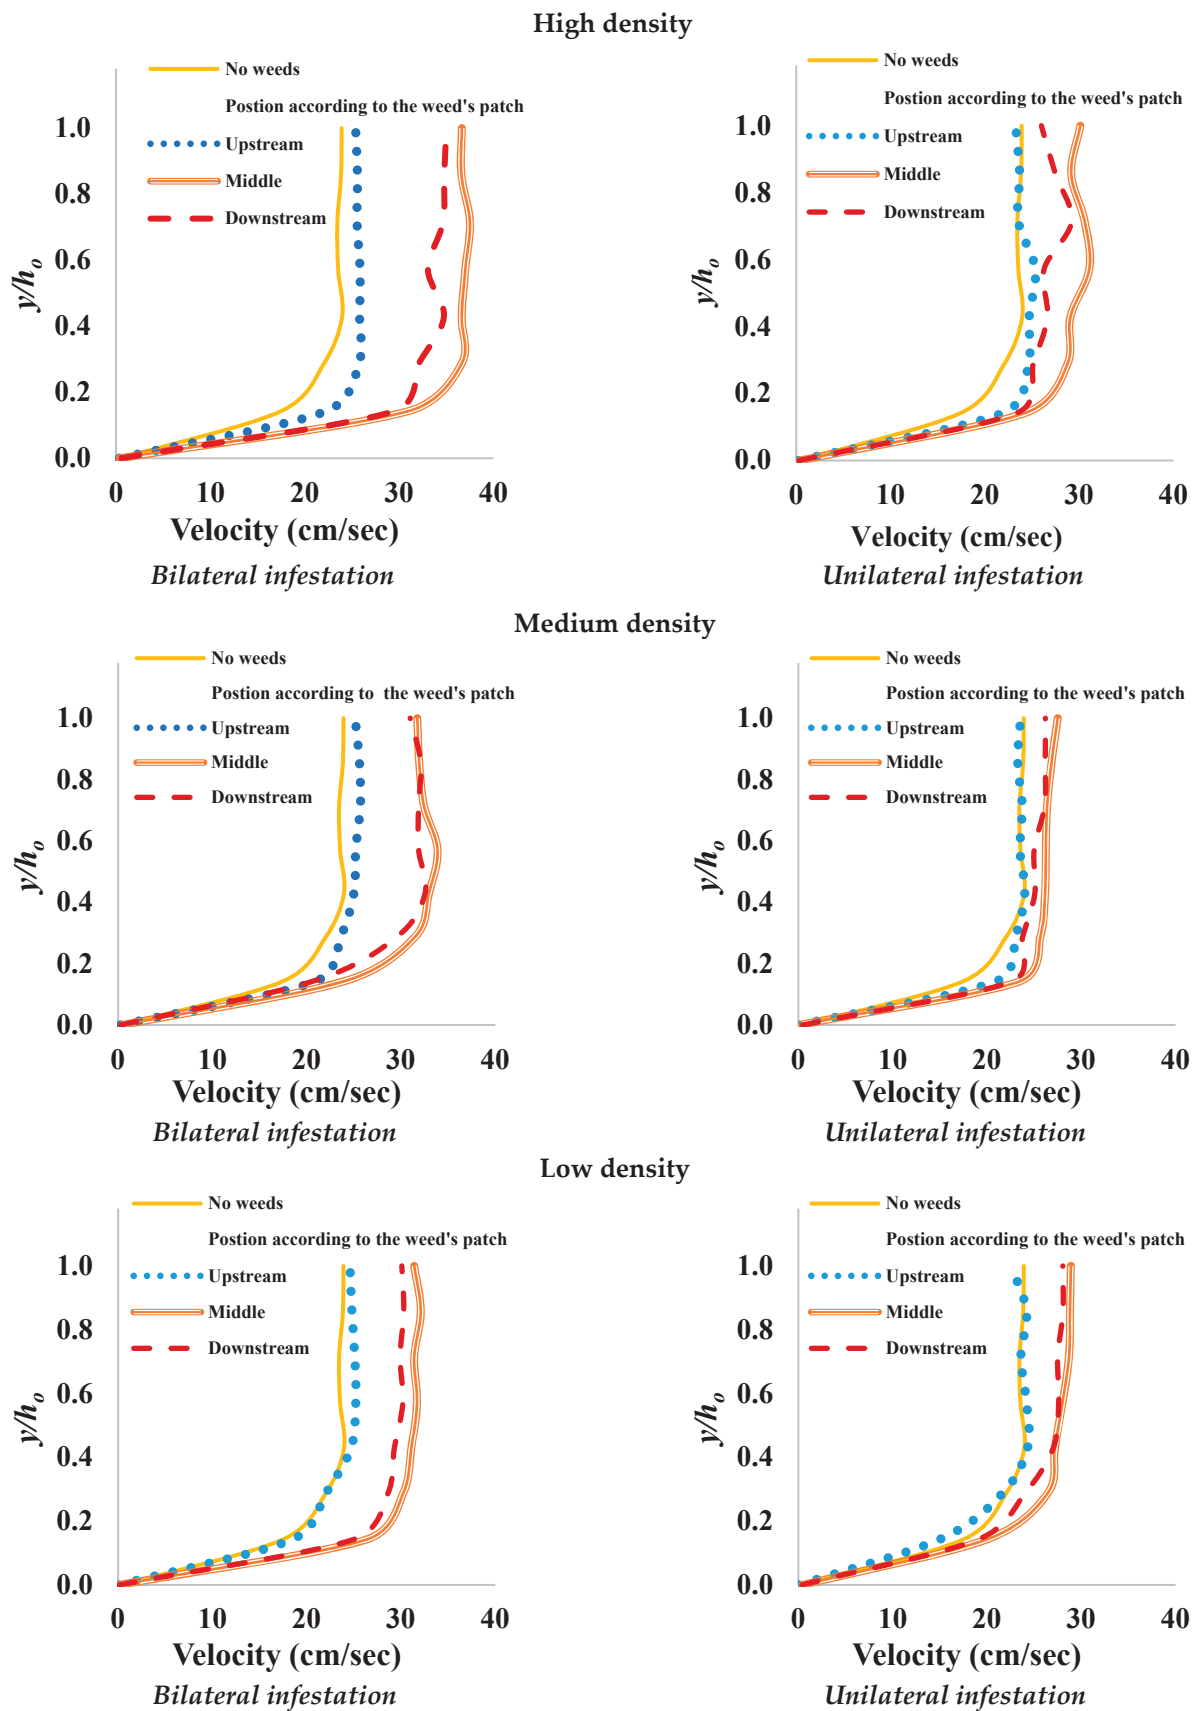 High density
No weeds
Postion according to the weed's patch
Upstream
Middle
Downstream
1.0
0.8
0.6
0.4
0.2
0.0
y/ho
0 10 20 30 40
Velocity (cm/sec)
Bilateral infestation
No weeds
Postion according to the weed's patch
Upstream
Middle
Downstream
1.0
0.8
0.6
0.4
0.2
0.0
y/ho
0 10 20 30 40
Velocity (cm/sec)
Unilateral infestation
Medium density
No weeds
Postion according to the weed's patch
Upstream
Middle
Downstream
1.0
0.8
0.6
0.4
0.2
0.0
y/ho
0 10 20 30 40
Velocity (cm/sec)
Bilateral infestation
No weeds
Postion according to the weed's patch
Upstream
Middle
Downstream
1.0
0.8
0.6
0.4
0.2
0.0
y/ho
0 10 20 30 40
Velocity (cm/sec)
Unilateral infestation
Low density
No weeds
Postion according to the weed's patch
Upstream
Middle
Downstream
1.0
0.8
0.6
0.4
0.2
0.0
y/ho
0 10 20 30 40
Velocity (cm/sec)
Bilateral infestation
No weeds
Postion according to the weed's patch
Upstream
Middle
Downstream
1.0
0.8
0.6
0.4
0.2
0.0
y/ho
0 10 20 30 40
Velocity (cm/sec)
Unilateral infestation